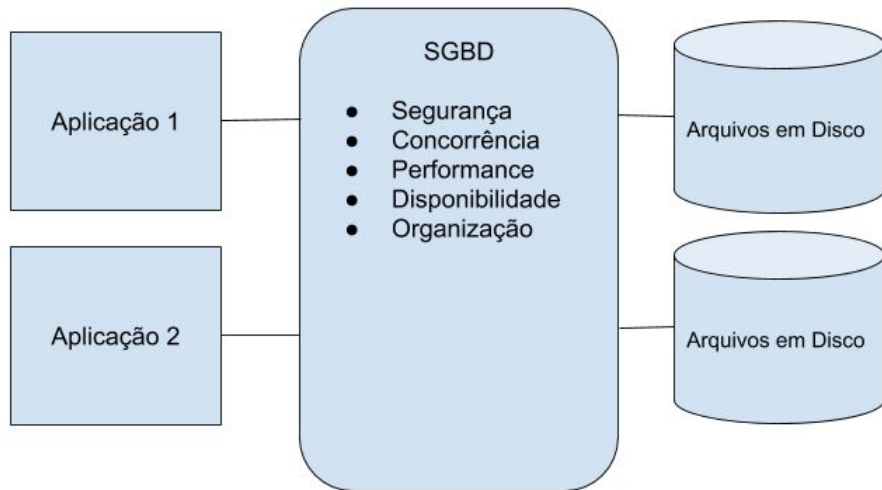 Aplicação 1
Aplicação 2
SGBD
● Segurança
● Concorrência
● Performance
● Disponibilidade
● Organização
Arquivos em Disco
Arquivos em Disco